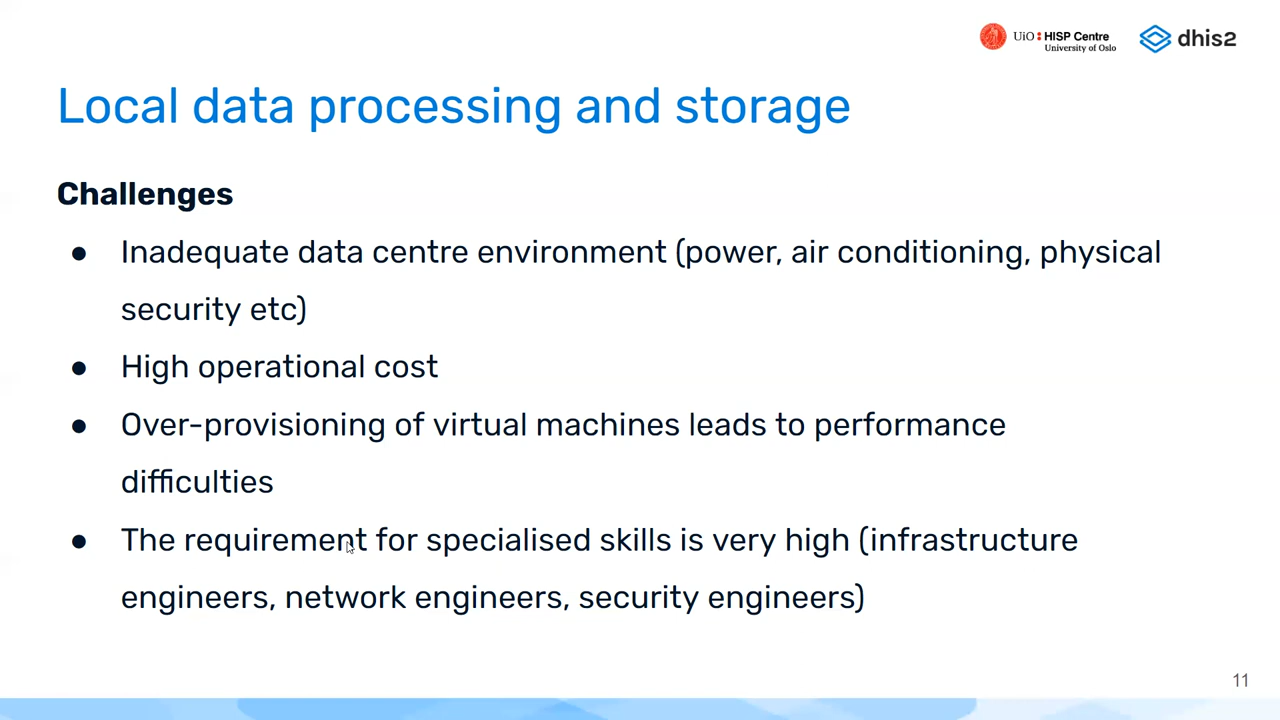 UiO HISP Centre
University of Oslo
dhis2
Local data processing and storage
Challenges
● Inadequate data centre environment (power, air conditioning, physical
security etc)
● High operational cost
● Over-provisioning of virtual machines leads to performance
difficulties
● The requirement for specialised skills is very high (infrastructure
engineers, network engineers, security engineers)
11